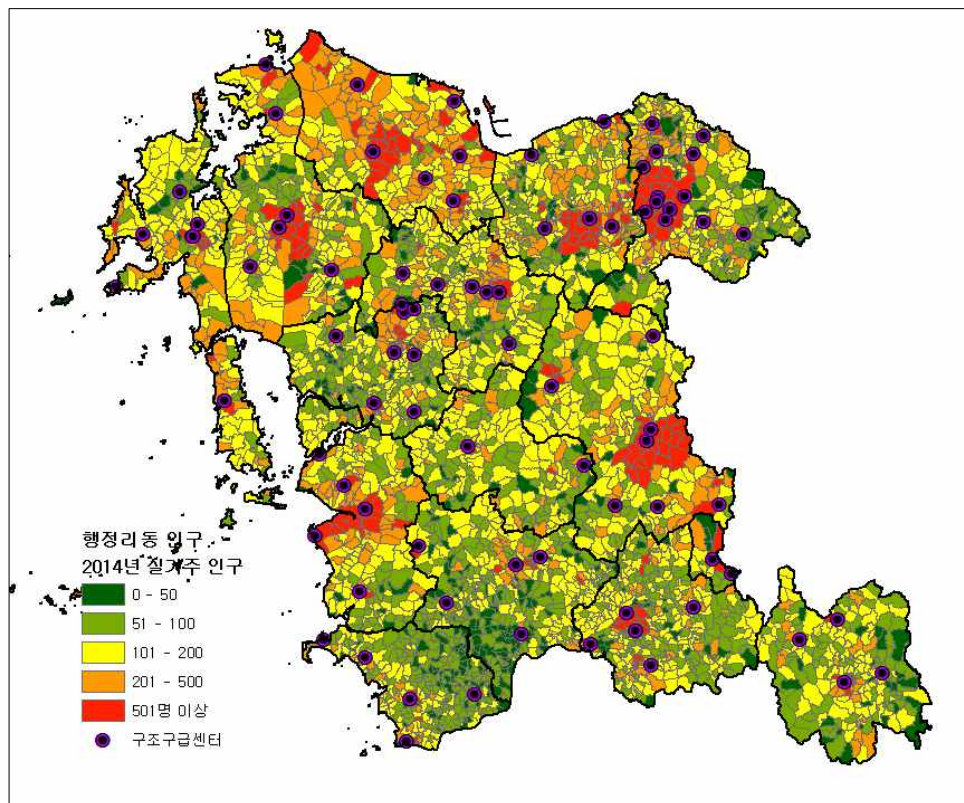 행정리동 인구
2014년 실거주 인구
0 - 50
51 - 100
101 - 200
201 - 500
501명 이상
구조구급센터